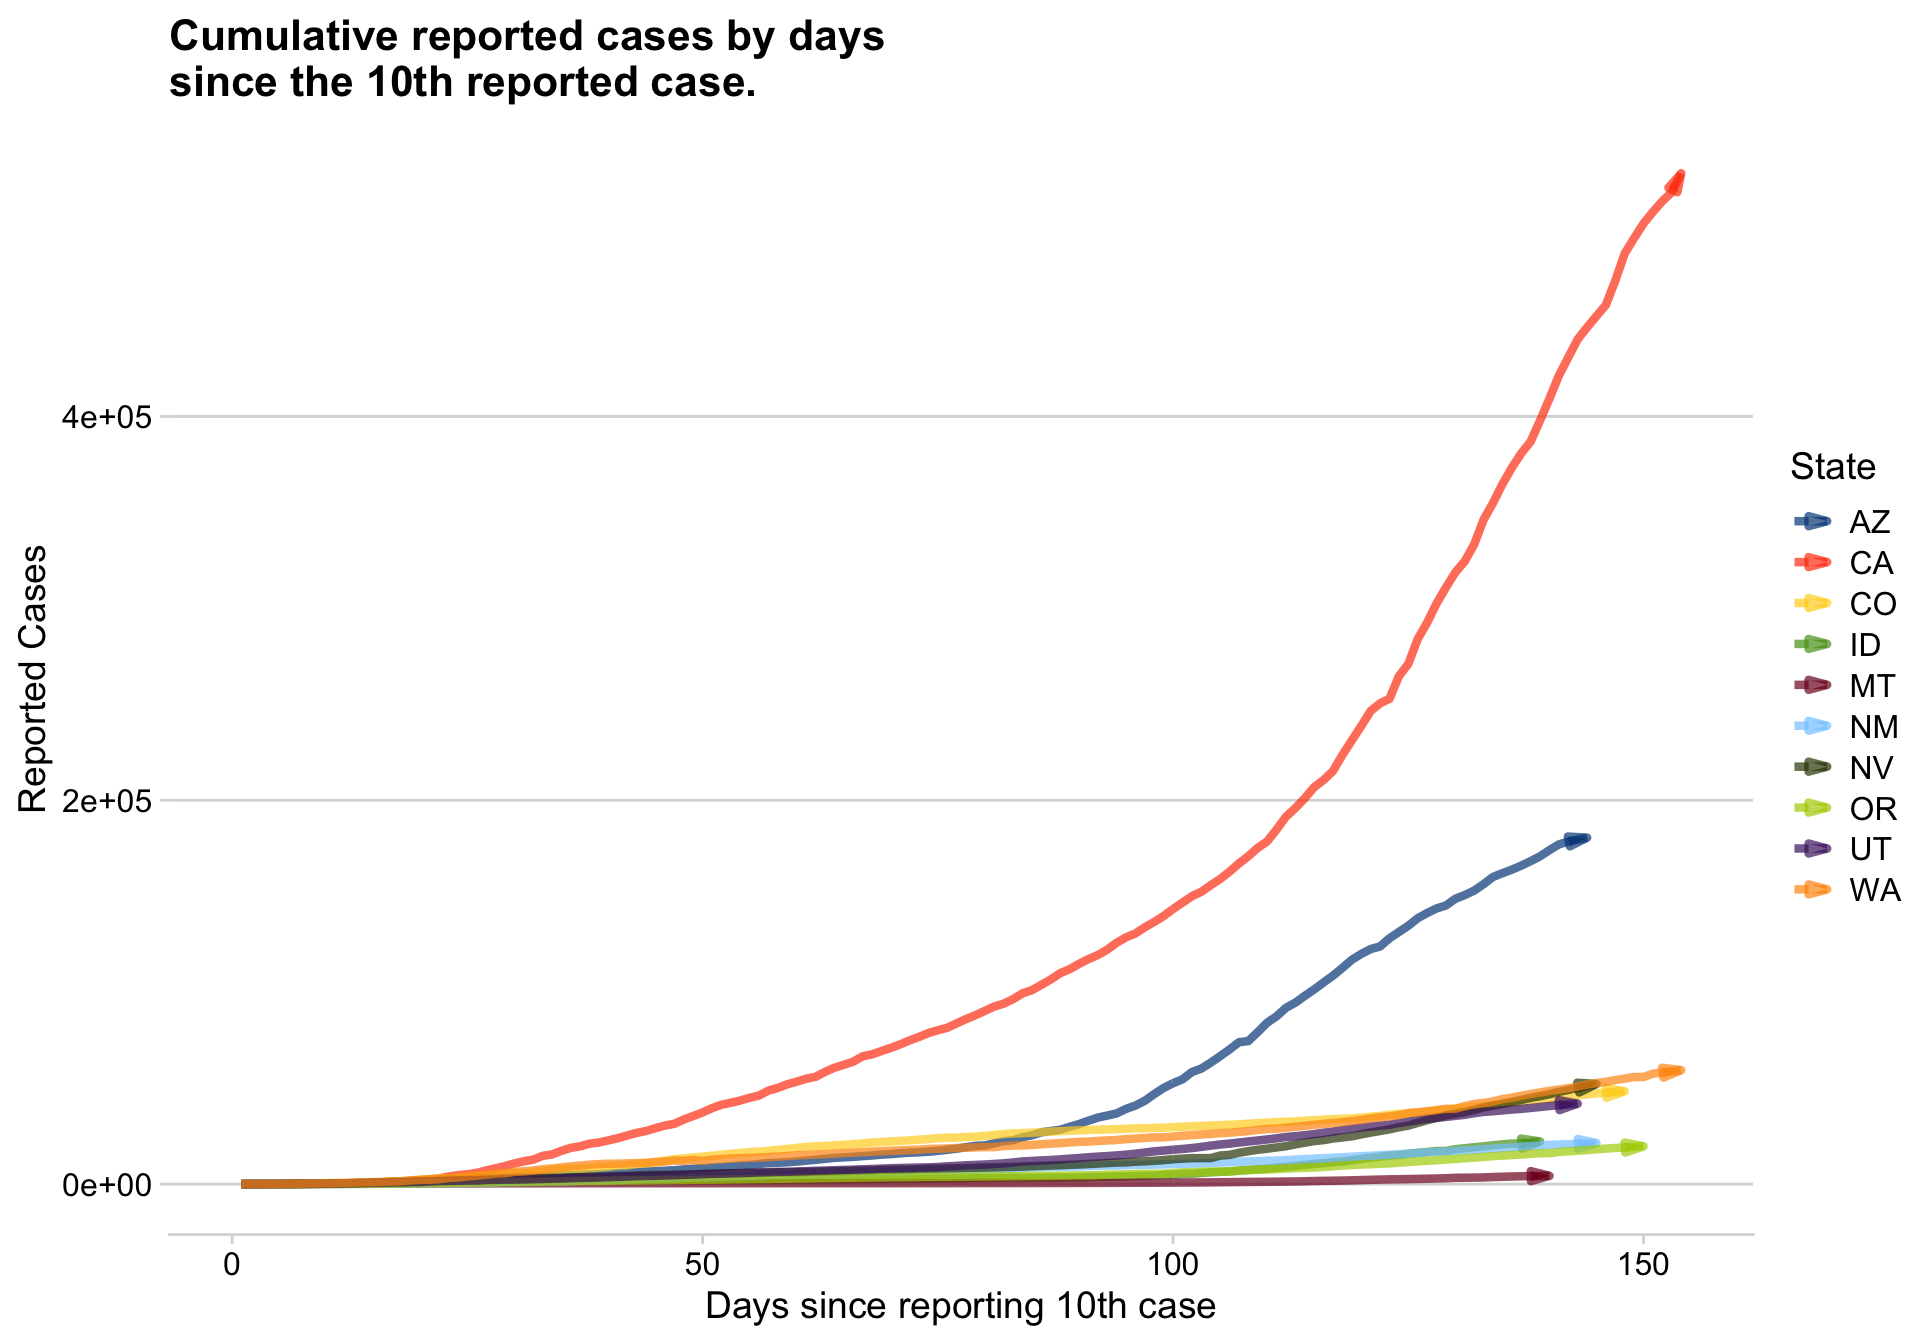 Cumulative reported cases by days
since the 10th reported case.
Reported Cases
4e+05
2e+05
0e+00
0
50
100
150
Days since reporting 10th case
State
AZ
CA
CO
ID
MT
NM
NV
OR
UT
WA